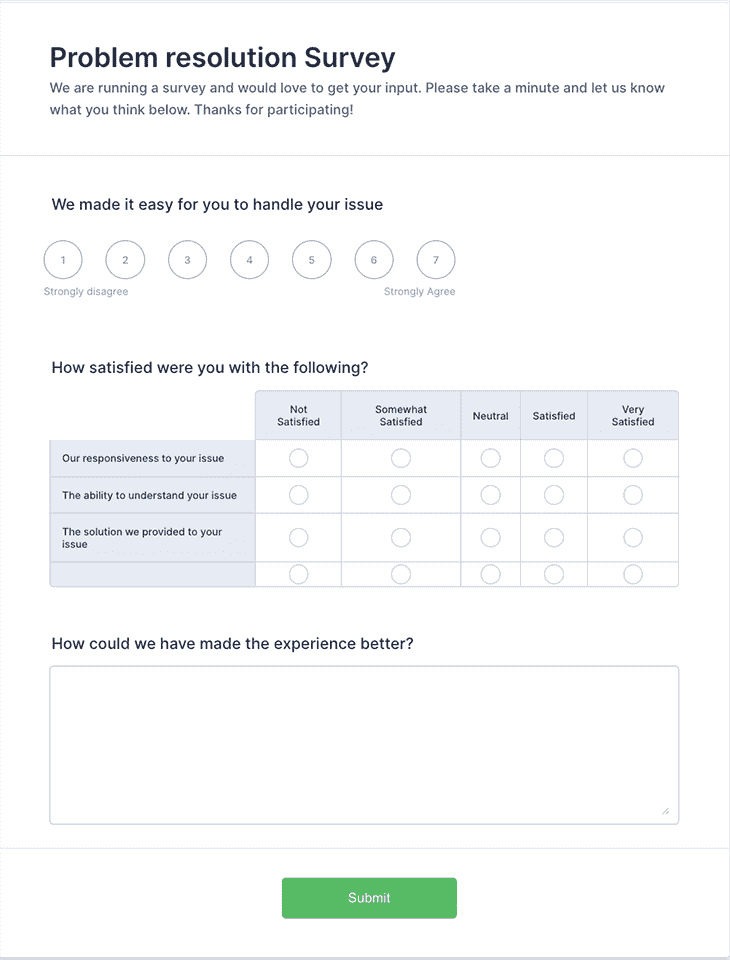 Problem resolution Survey
We are running a survey and would love to get your input. Please take a minute and let us know
what you think below. Thanks for participating!
We made it easy for you to handle your issue
1 2 3 4 5 6 7
Strongly disagree Strongly Agree
How satisfied were you with the following?
Not Satisfied Somewhat Satisfied Neutral Satisfied Very Satisfied
Our responsiveness to your issue
The ability to understand your issue
The solution we provided to your
issue
How could we have made the experience better?
Submit